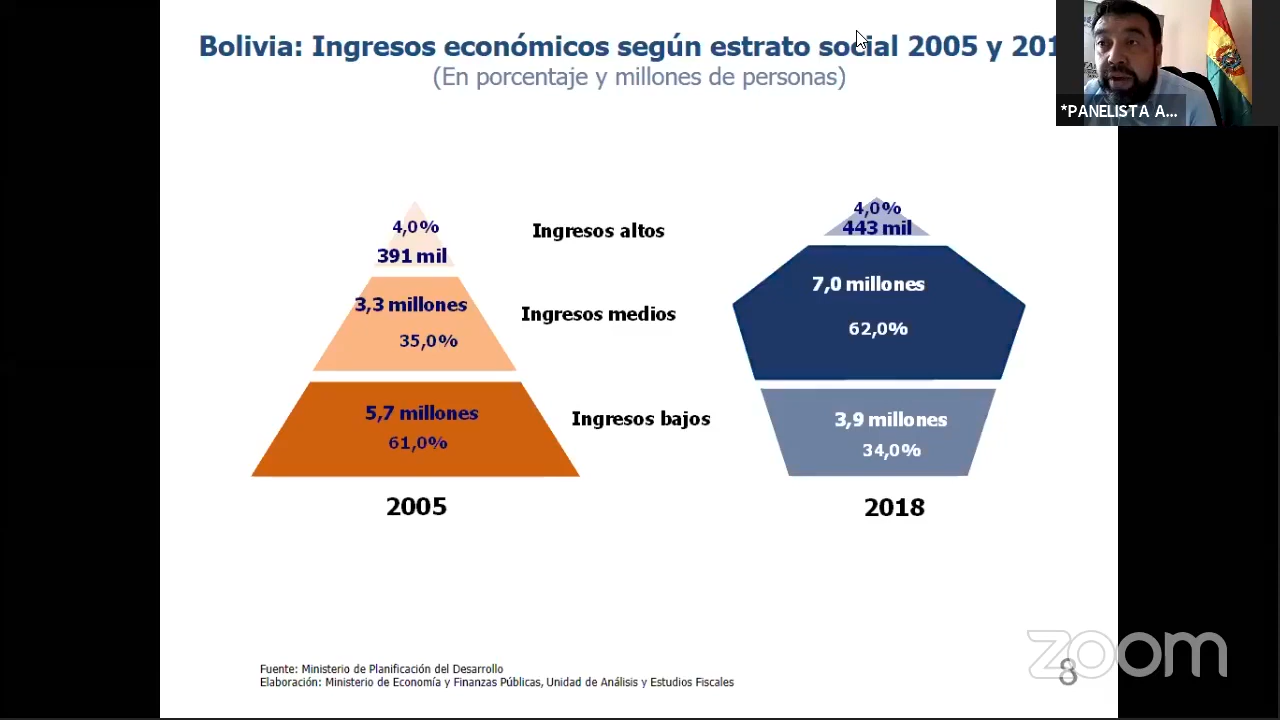 Bolivia: Ingresos económicos según estrato social 2005 y 201
(En porcentaje y millones de personas)
*PANELISTA A...
4,0%
391 mil
Ingresos altos
4,0%
443 mil
3,3 millones
35,0%
Ingresos medios
7,0 millones
62,0%
5,7 millones
61,0%
Ingresos bajos
3,9 millones
34,0%
2005
2018
Fuente: Ministerio de Planificación del Desarrollo
Elaboración: Ministerio de Economía y Finanzas Públicas, Unidad de Análisis y Estudios Fiscales
zoom
8